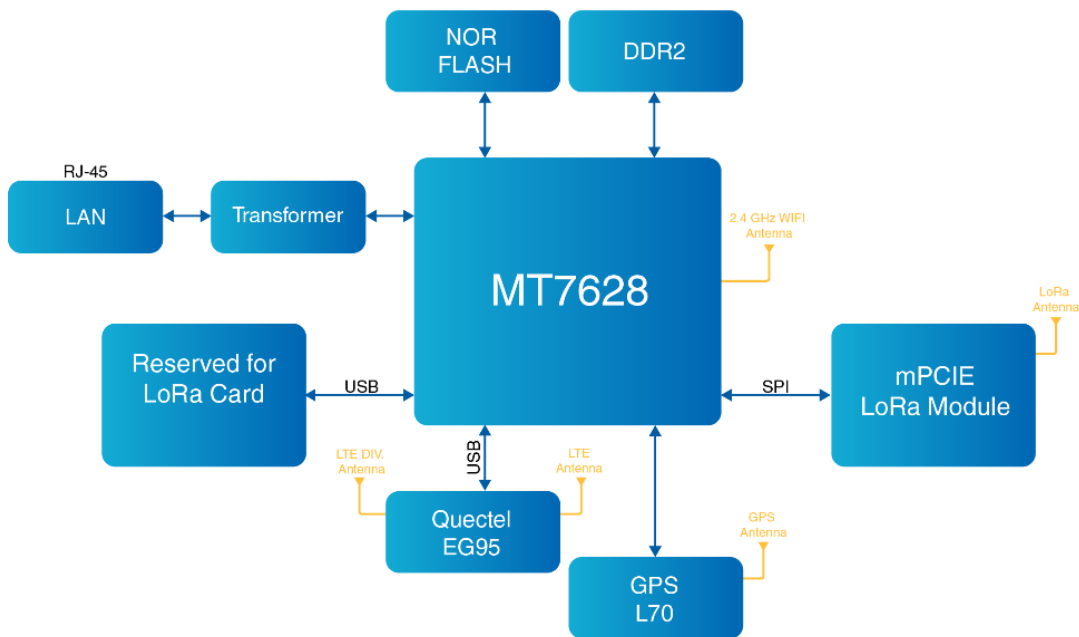 NOR
FLASH
DDR2
RJ-45
LAN
Transformer
MT7628
2.4 GHz WIFI
Antenna
LoRa
Antenna
Reserved for
LoRa Card
USB
SPI
mPCIE
LoRa Module
USB
LTE DIV.
Antenna
LTE
Antenna
Quectel
EG95
GPS
Antenna
GPS
L70